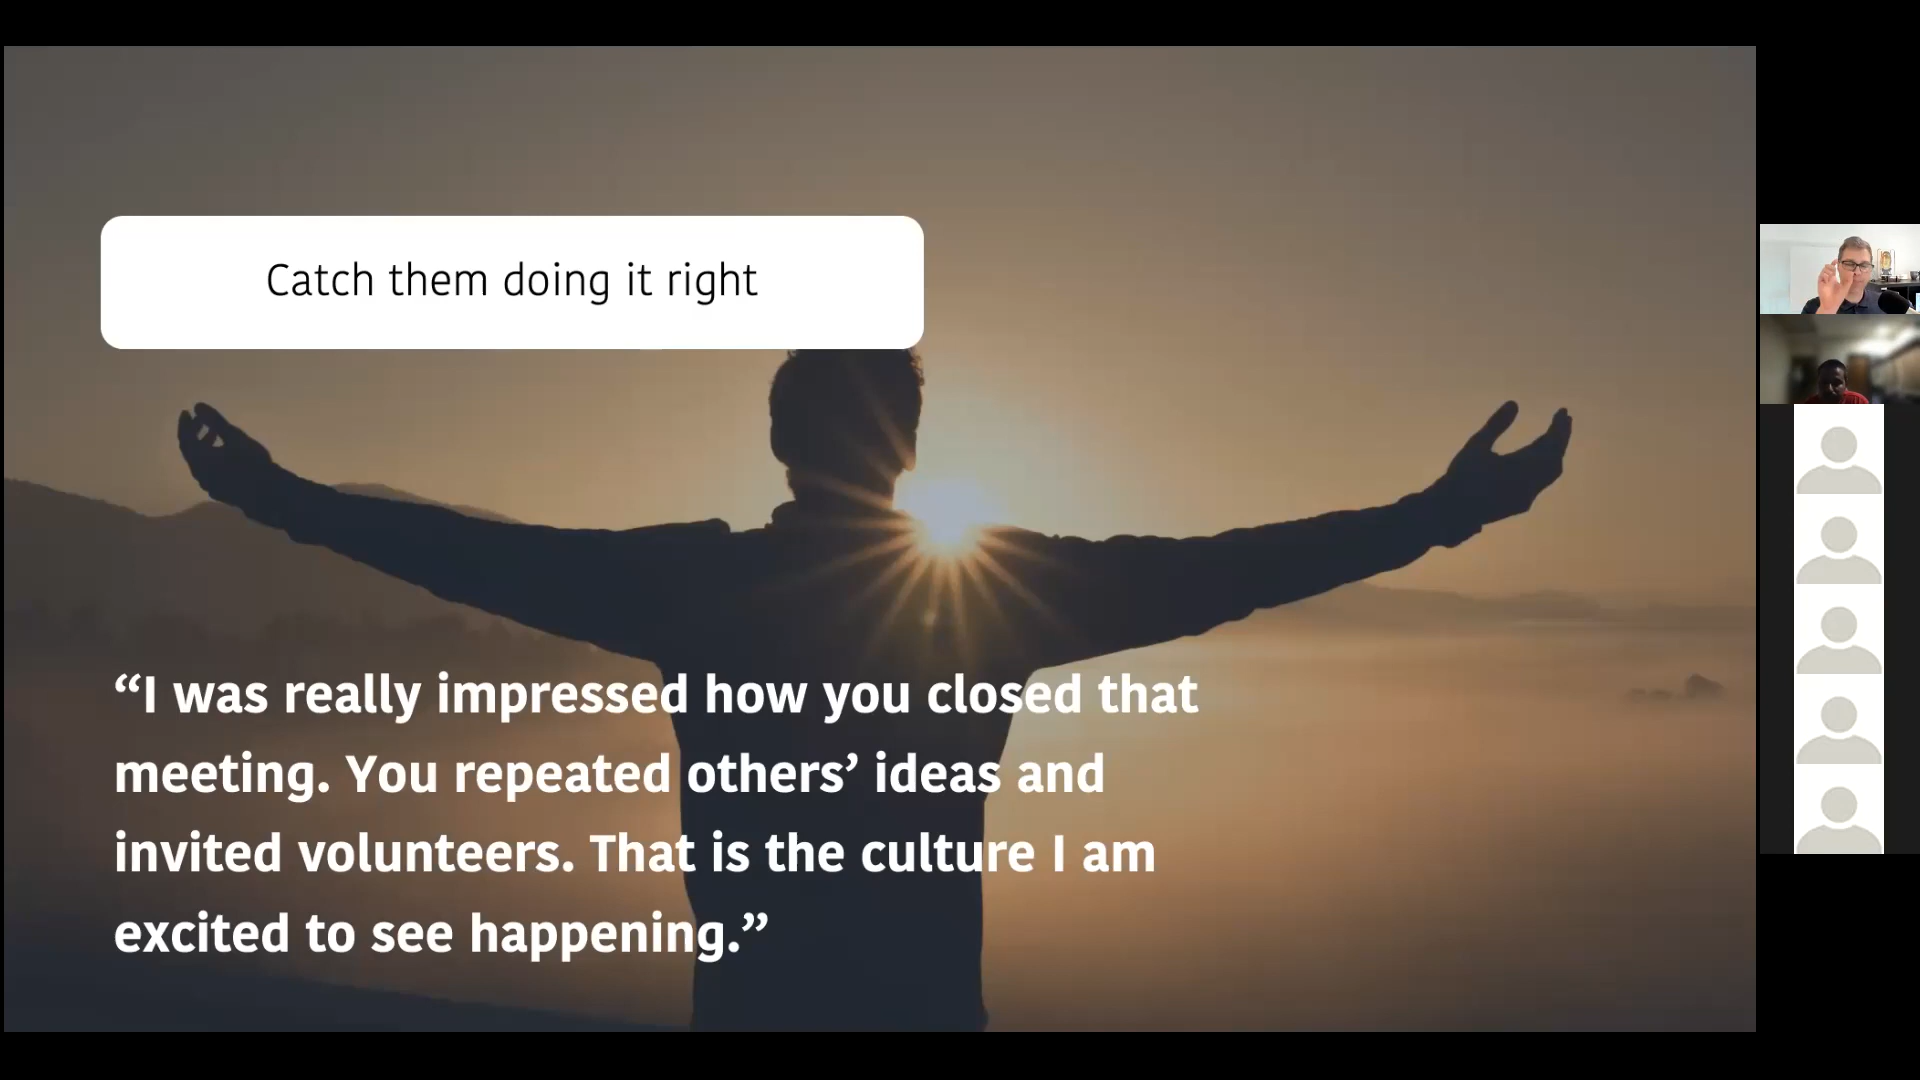 Catch them doing it right
“I was really impressed how you closed that
meeting. You repeated others’ ideas and
invited volunteers. That is the culture I am
excited to see happening.”